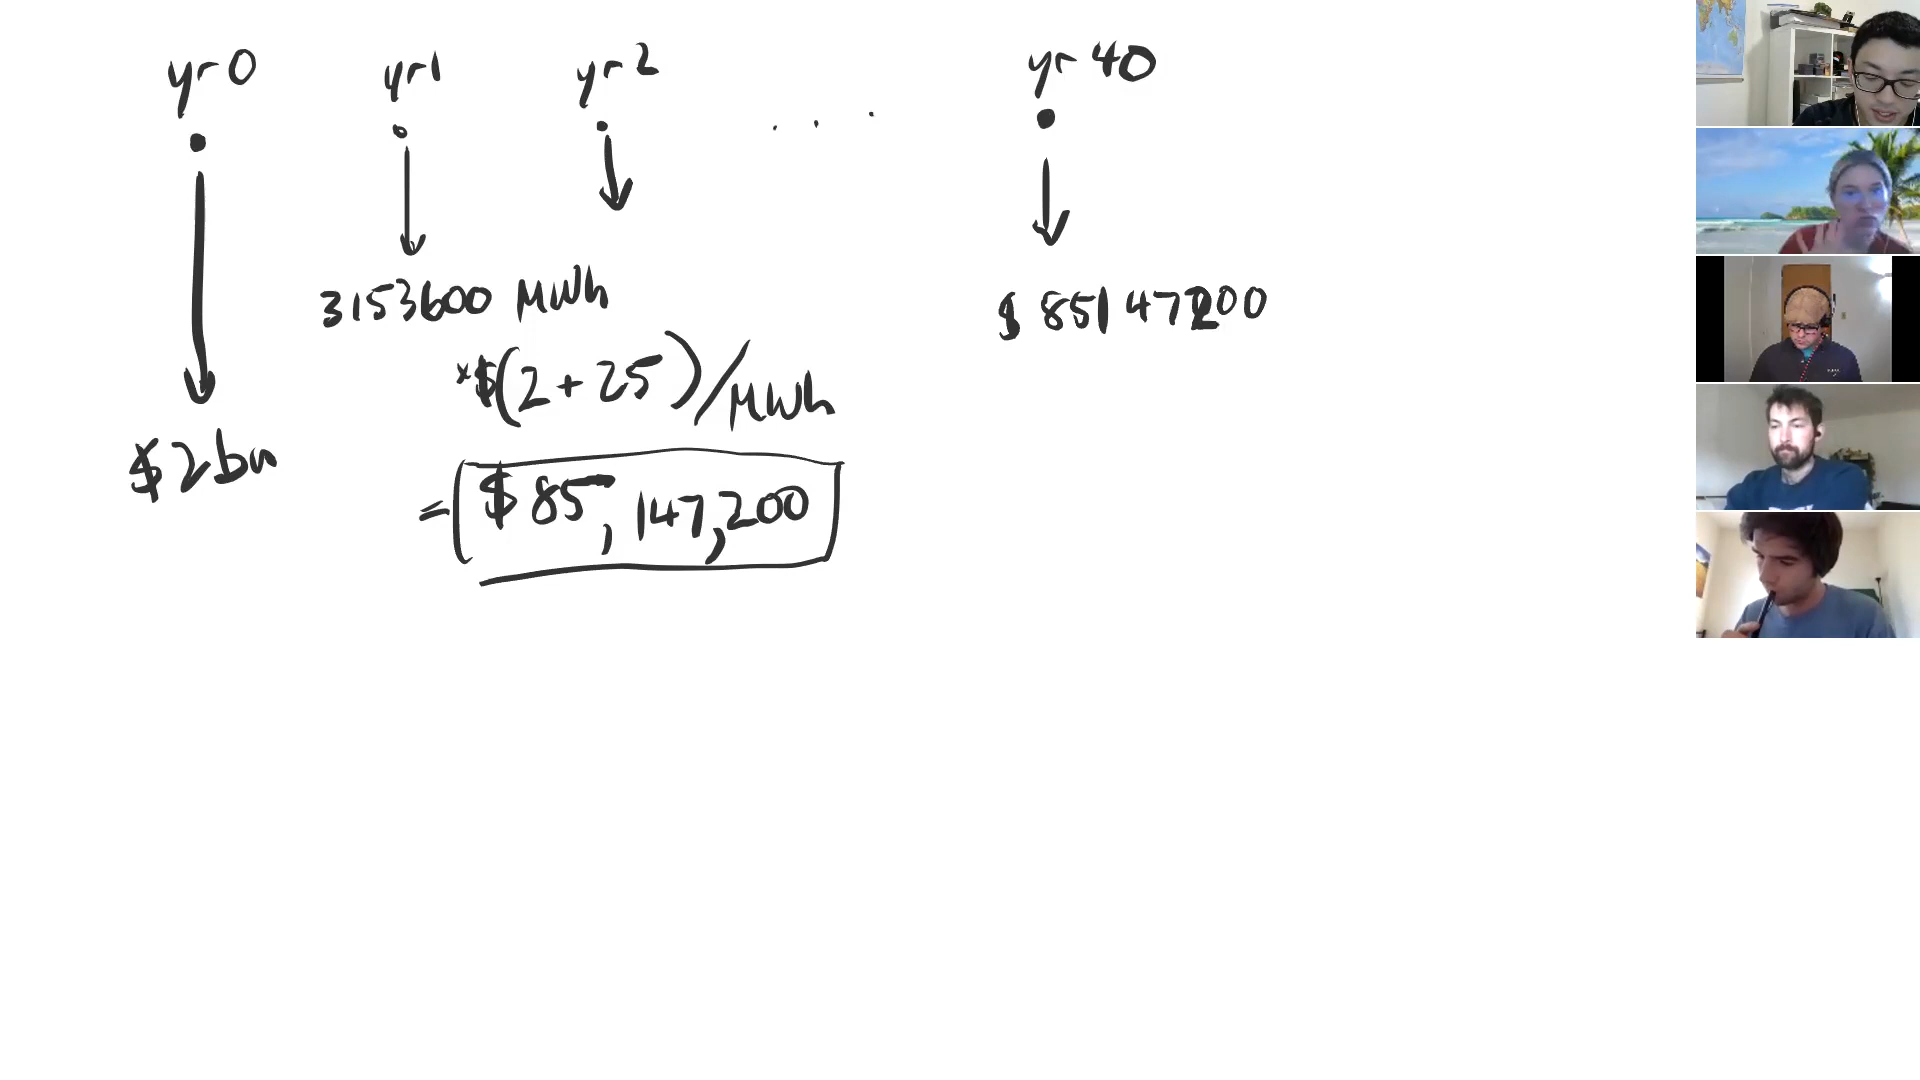 yr 0 yr 1 yr 2 . . . yr 40
3153600 MWh
$ 85147200
*$(2+25)/MWh
$2bn
= $85,147,200